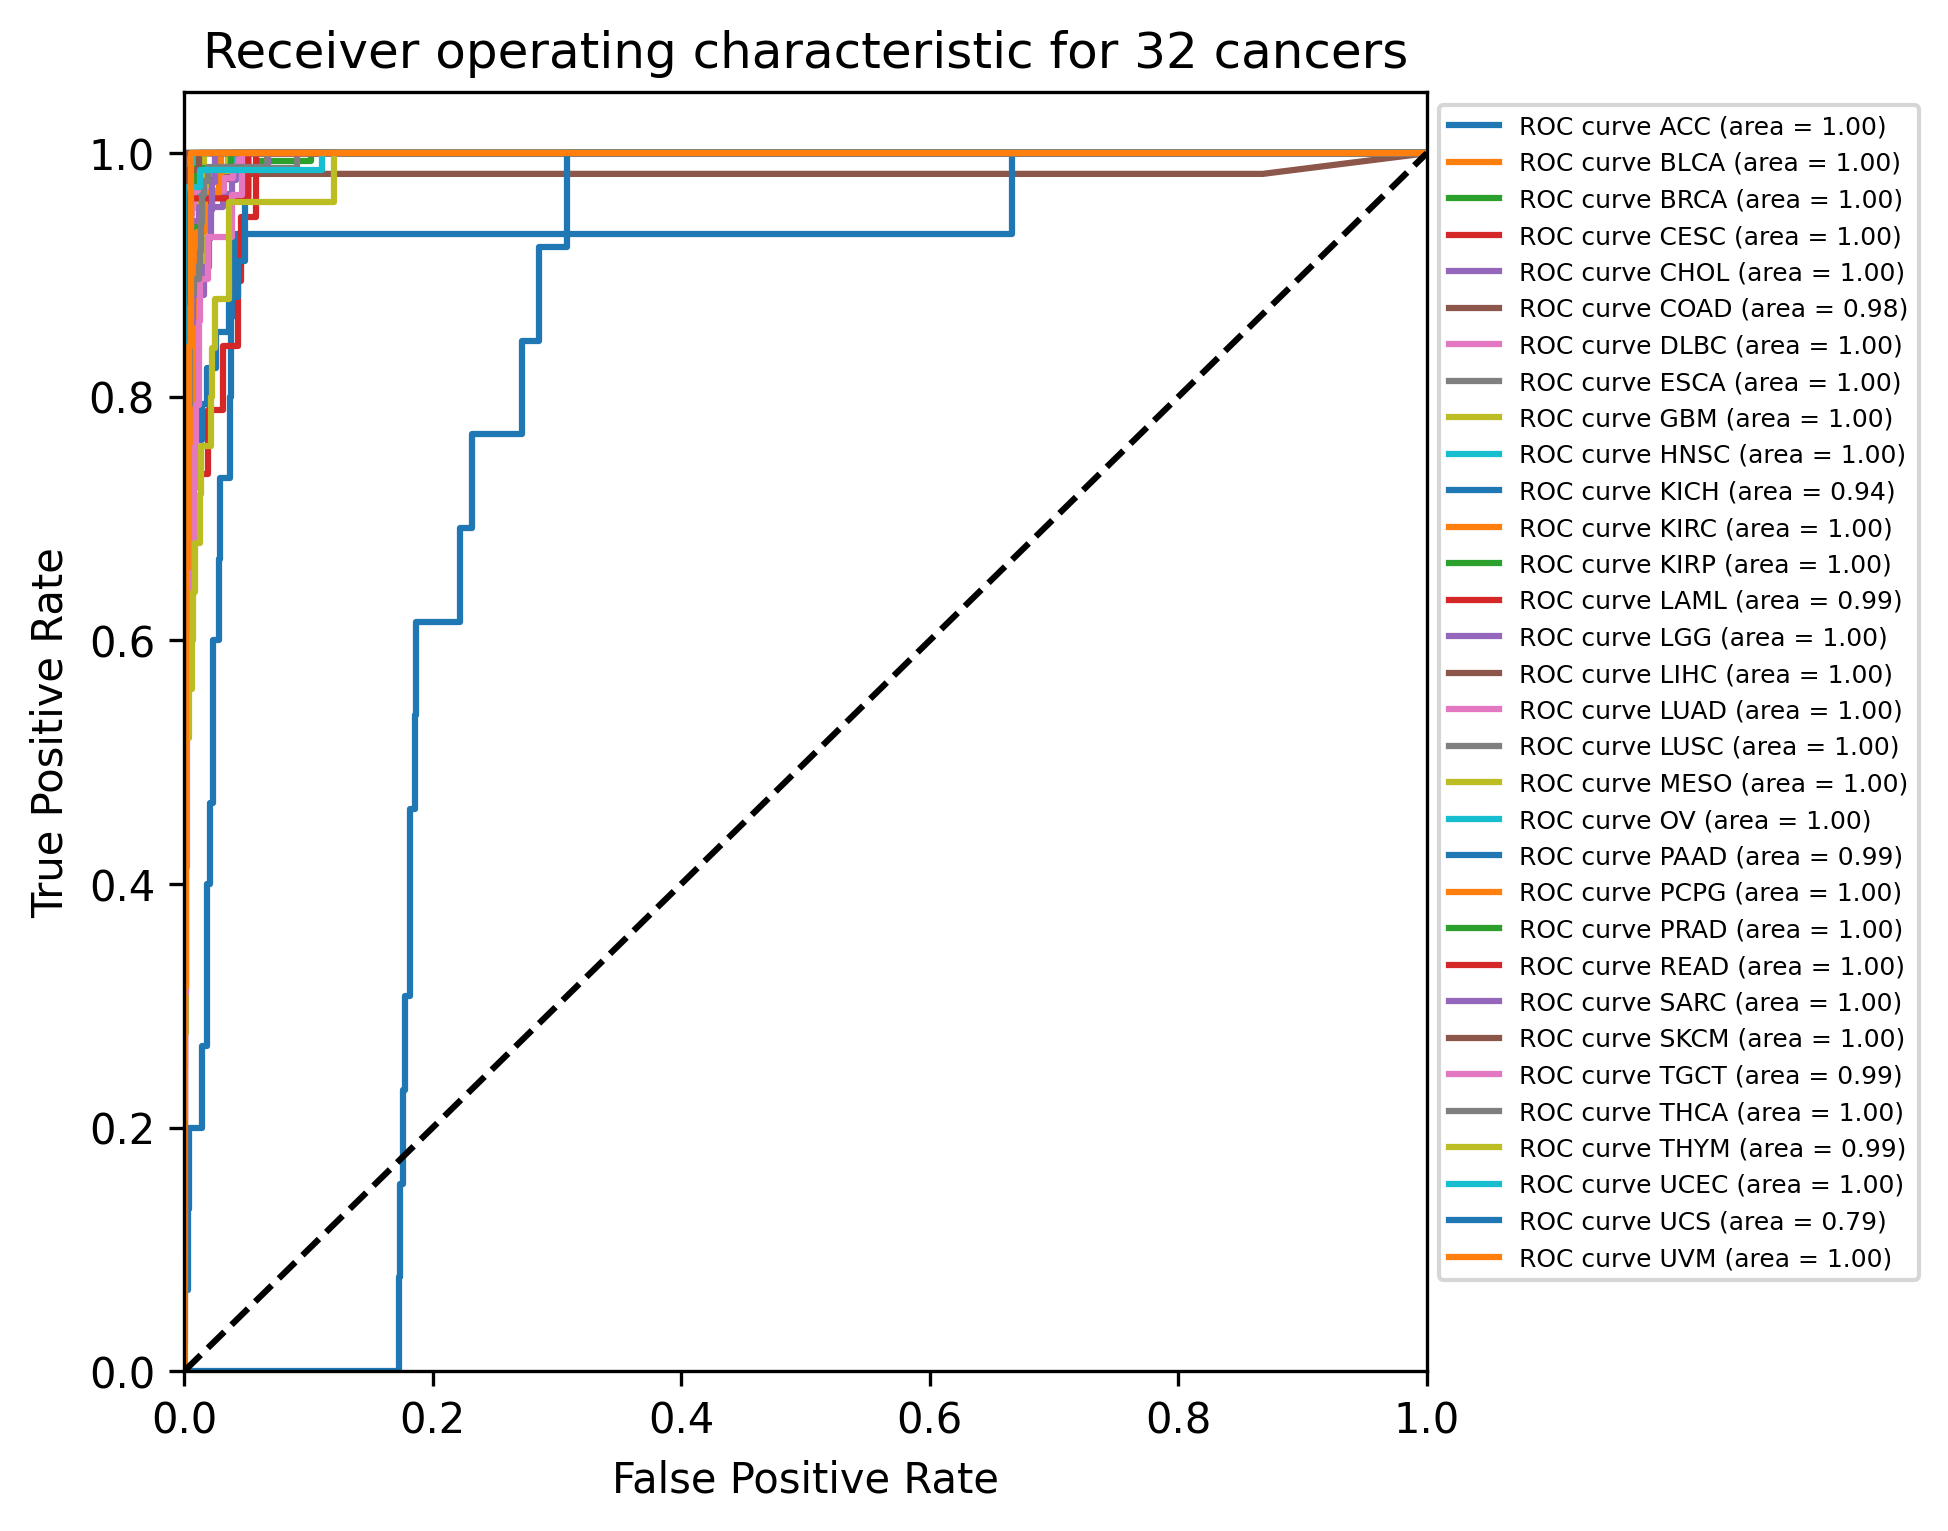 Receiver operating characteristic for 32 cancers
1.0
0.8
0.6
0.4
0.2
0.0
True Positive Rate
0.0 0.2 0.4 0.6 0.8 1.0
False Positive Rate
ROC curve ACC (area = 1.00)
ROC curve BLCA (area = 1.00)
ROC curve BRCA (area = 1.00)
ROC curve CESC (area = 1.00)
ROC curve CHOL (area = 1.00)
ROC curve COAD (area = 0.98)
ROC curve DLBC (area = 1.00)
ROC curve ESCA (area = 1.00)
ROC curve GBM (area = 1.00)
ROC curve HNSC (area = 1.00)
ROC curve KICH (area = 0.94)
ROC curve KIRC (area = 1.00)
ROC curve KIRP (area = 1.00)
ROC curve LAML (area = 0.99)
ROC curve LGG (area = 1.00)
ROC curve LIHC (area = 1.00)
ROC curve LUAD (area = 1.00)
ROC curve LUSC (area = 1.00)
ROC curve MESO (area = 1.00)
ROC curve OV (area = 1.00)
ROC curve PAAD (area = 0.99)
ROC curve PCPG (area = 1.00)
ROC curve PRAD (area = 1.00)
ROC curve READ (area = 1.00)
ROC curve SARC (area = 1.00)
ROC curve SKCM (area = 1.00)
ROC curve TGCT (area = 0.99)
ROC curve THCA (area = 1.00)
ROC curve THYM (area = 0.99)
ROC curve UCEC (area = 1.00)
ROC curve UCS (area = 0.79)
ROC curve UVM (area = 1.00)